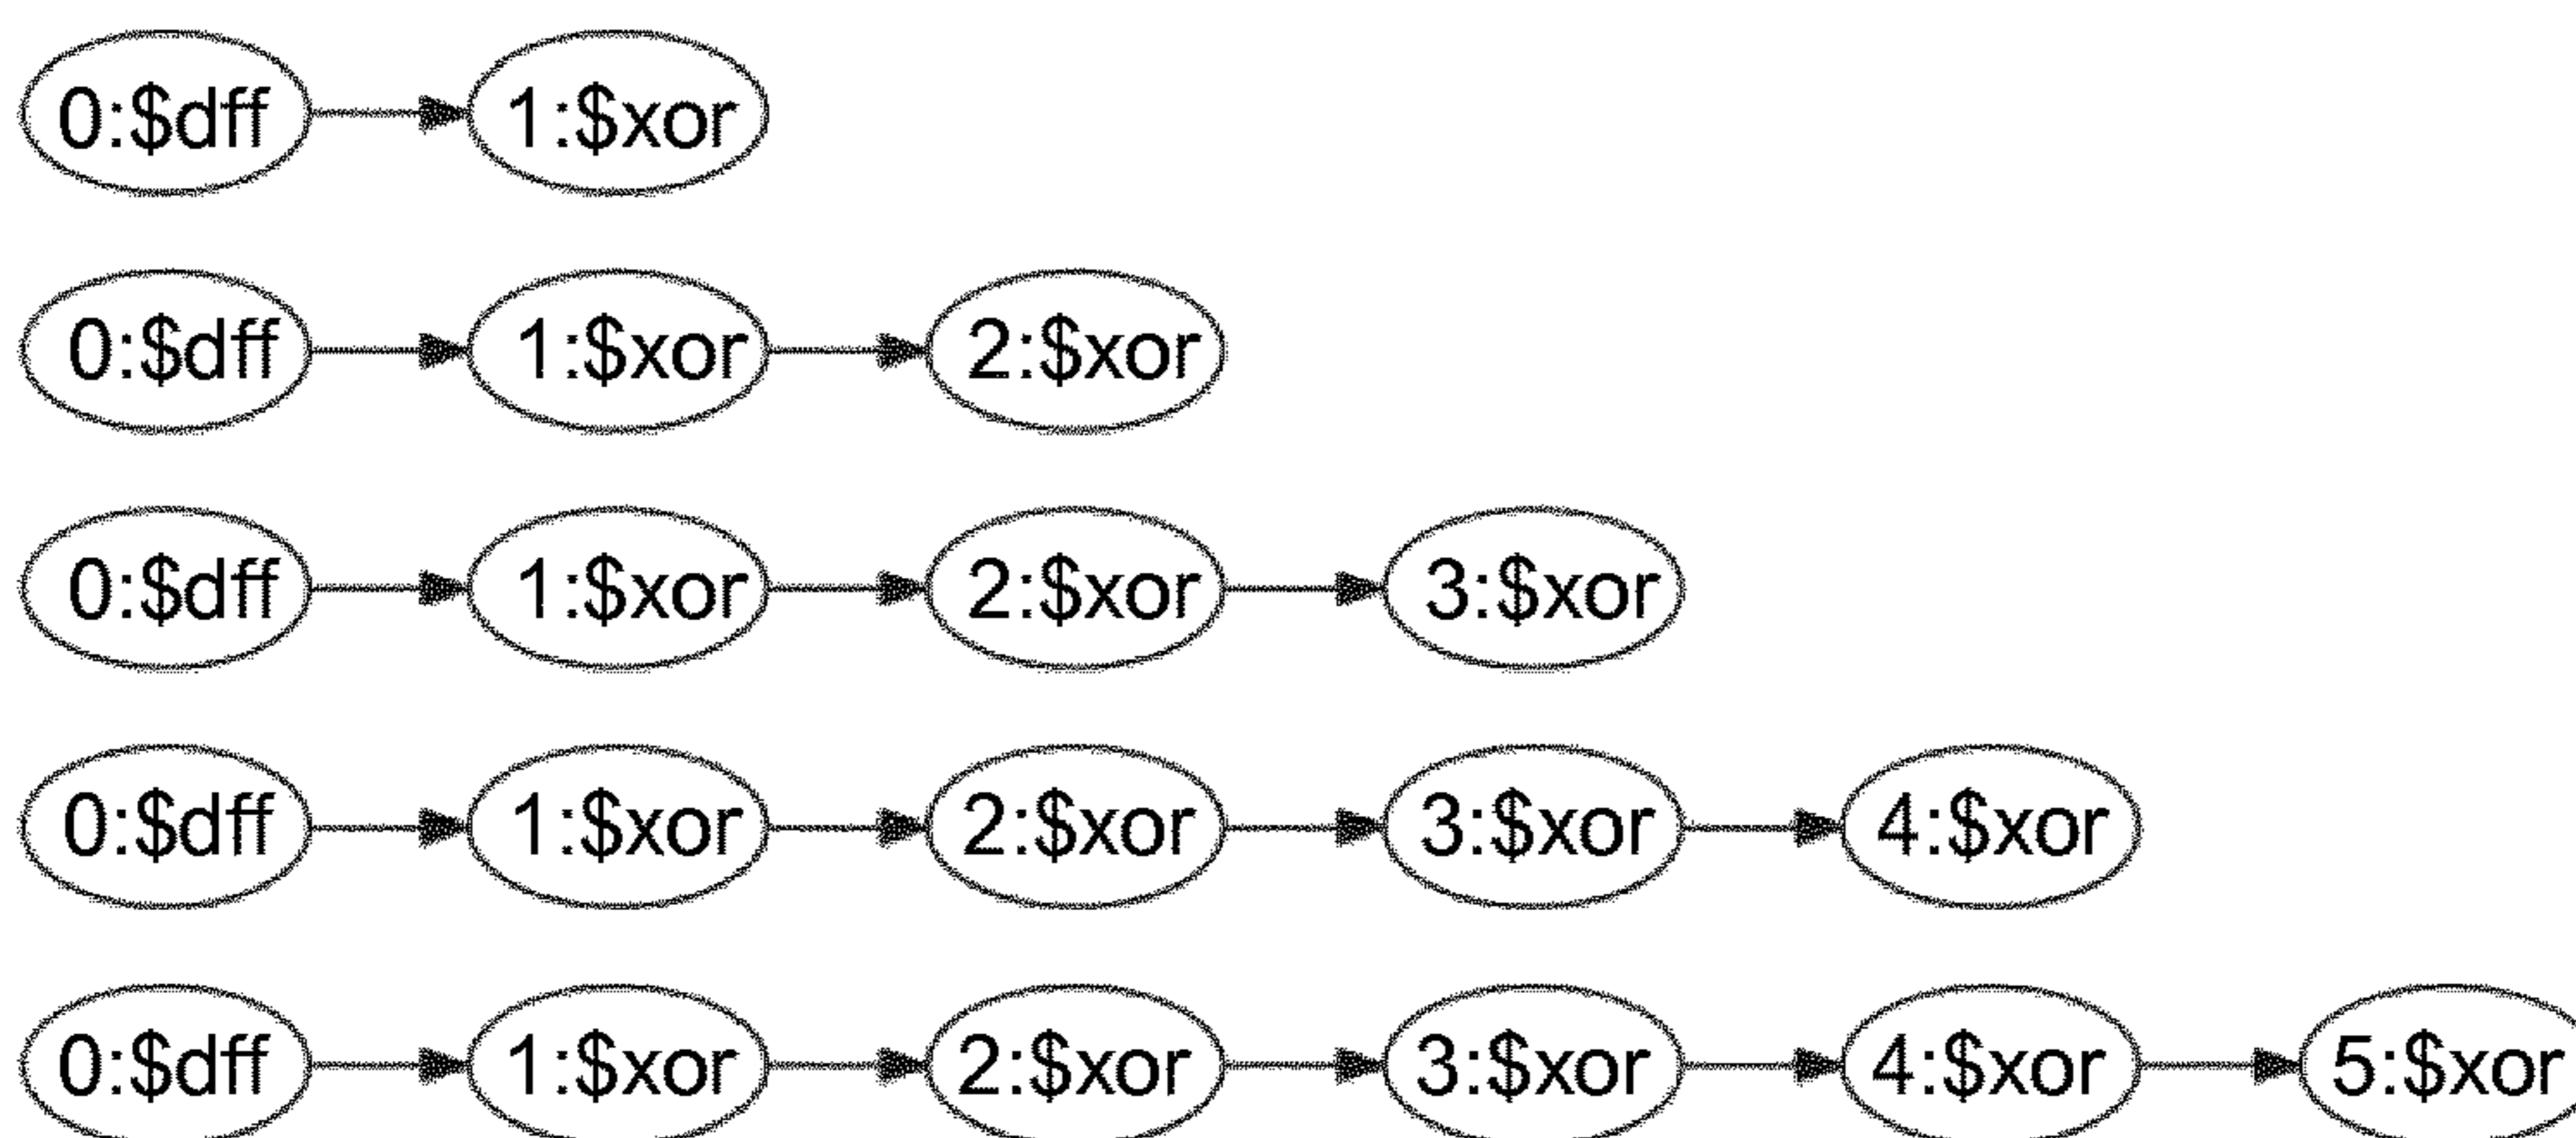 0:$dff 1:$xor
0:$dff 1:$xor 2:$xor
0:$dff 1:$xor 2:$xor 3:$xor
0:$dff 1:$xor 2:$xor 3:$xor 4:$xor
0:$dff 1:$xor 2:$xor 3:$xor 4:$xor 5:$xor